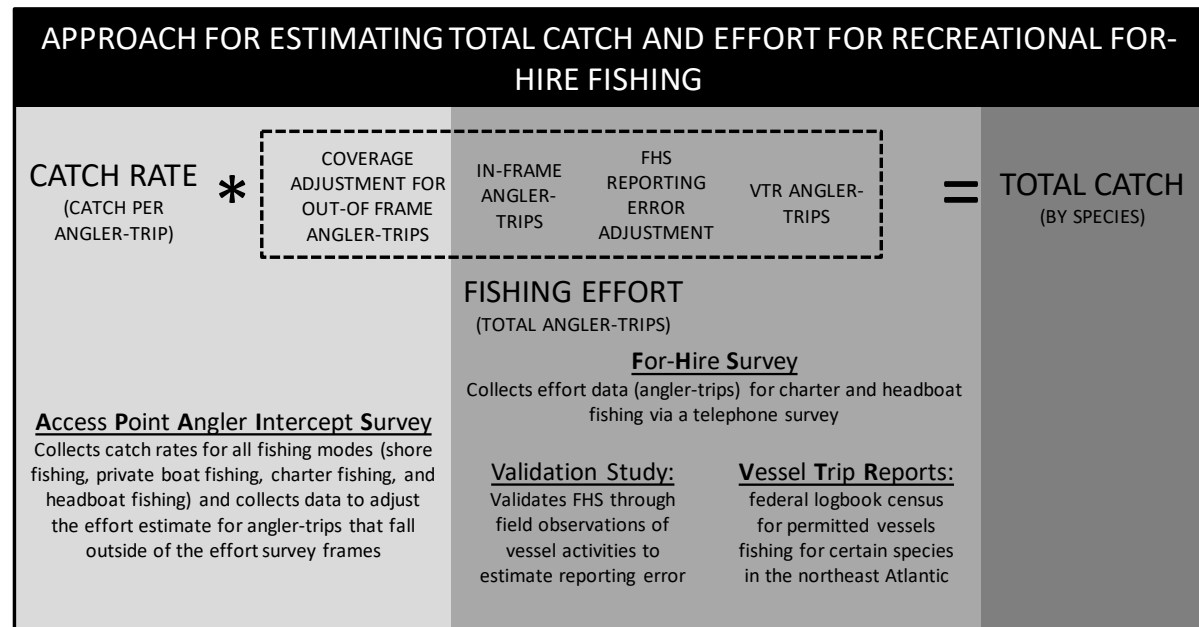 APPROACH FOR ESTIMATING TOTAL CATCH AND EFFORT FOR RECREATIONAL FOR-
HIRE FISHING
CATCH RATE
(CATCH PER
ANGLER-TRIP)
*
COVERAGE
ADJUSTMENT FOR
OUT-OF FRAME
ANGLER-TRIPS
IN-FRAME
ANGLER-
TRIPS
FHS
REPORTING
ERROR
ADJUSTMENT
VTR ANGLER-
TRIPS
=
TOTAL CATCH
(BY SPECIES)
FISHING EFFORT
(TOTAL ANGLER-TRIPS)
For-Hire Survey
Collects effort data (angler-trips) for charter and headboat
fishing via a telephone survey
Access Point Angler Intercept Survey
Collects catch rates for all fishing modes (shore
fishing, private boat fishing, charter fishing, and
headboat fishing) and collects data to adjust
the effort estimate for angler-trips that fall
outside of the effort survey frames
Validation Study:
Validates FHS through
field observations of
vessel activities to
estimate reporting error
Vessel Trip Reports:
federal logbook census
for permitted vessels
fishing for certain species
in the northeast Atlantic